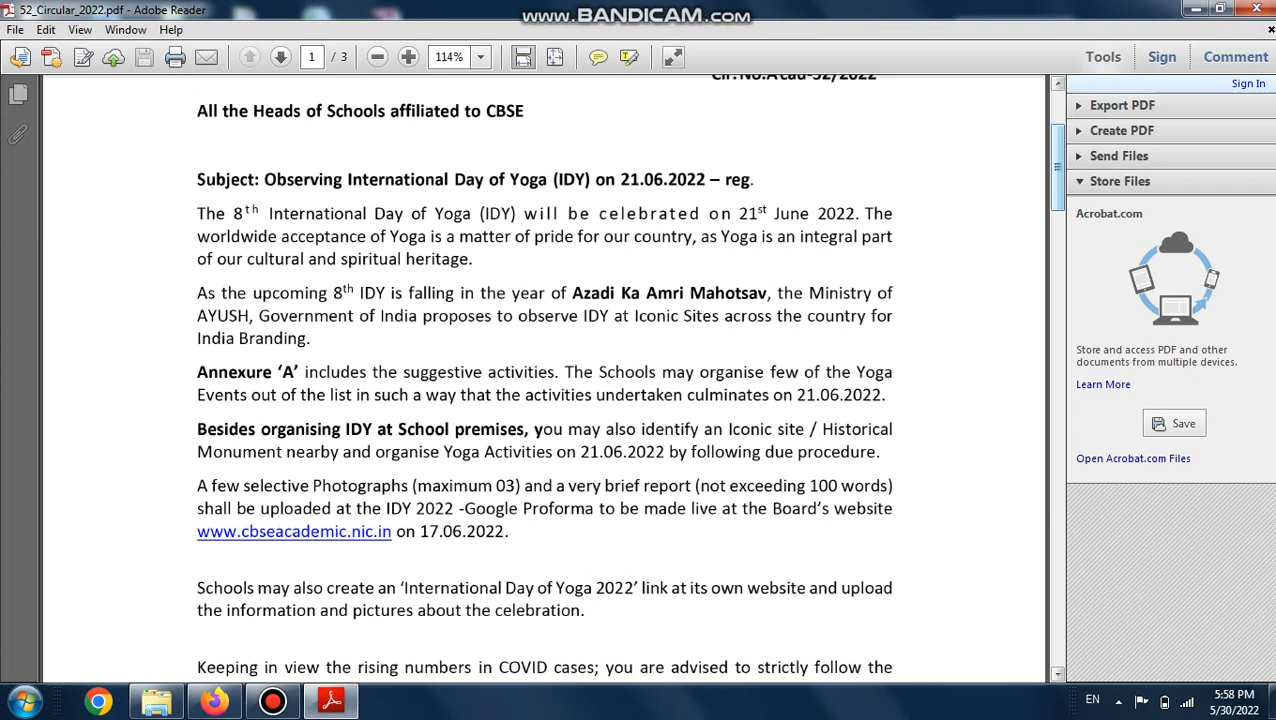 52_Circular_2022.pdf - Adobe Reader
www.BANDICAM.com
File Edit View Window Help
1 / 3 114% Tools Sign Comment
Cir.No.Acad-52/2022
Sign In
All the Heads of Schools affiliated to CBSE
Subject: Observing International Day of Yoga (IDY) on 21.06.2022 – reg.
The 8th International Day of Yoga (IDY) will be celebrated on 21st June 2022. The
worldwide acceptance of Yoga is a matter of pride for our country, as Yoga is an integral part
of our cultural and spiritual heritage.
As the upcoming 8th IDY is falling in the year of Azadi Ka Amri Mahotsav, the Ministry of
AYUSH, Government of India proposes to observe IDY at Iconic Sites across the country for
India Branding.
Annexure ‘A’ includes the suggestive activities. The Schools may organise few of the Yoga
Events out of the list in such a way that the activities undertaken culminates on 21.06.2022.
Besides organising IDY at School premises, you may also identify an Iconic site / Historical
Monument nearby and organise Yoga Activities on 21.06.2022 by following due procedure.
A few selective Photographs (maximum 03) and a very brief report (not exceeding 100 words)
shall be uploaded at the IDY 2022 -Google Proforma to be made live at the Board’s website
www.cbseacademic.nic.in on 17.06.2022.
Schools may also create an ‘International Day of Yoga 2022’ link at its own website and upload
the information and pictures about the celebration.
Keeping in view the rising numbers in COVID cases; you are advised to strictly follow the
Export PDF
Create PDF
Send Files
Store Files
Acrobat.com
Store and access PDF and other
documents from multiple devices.
Learn More
Save
Open Acrobat.com Files
EN
5:58 PM
5/30/2022